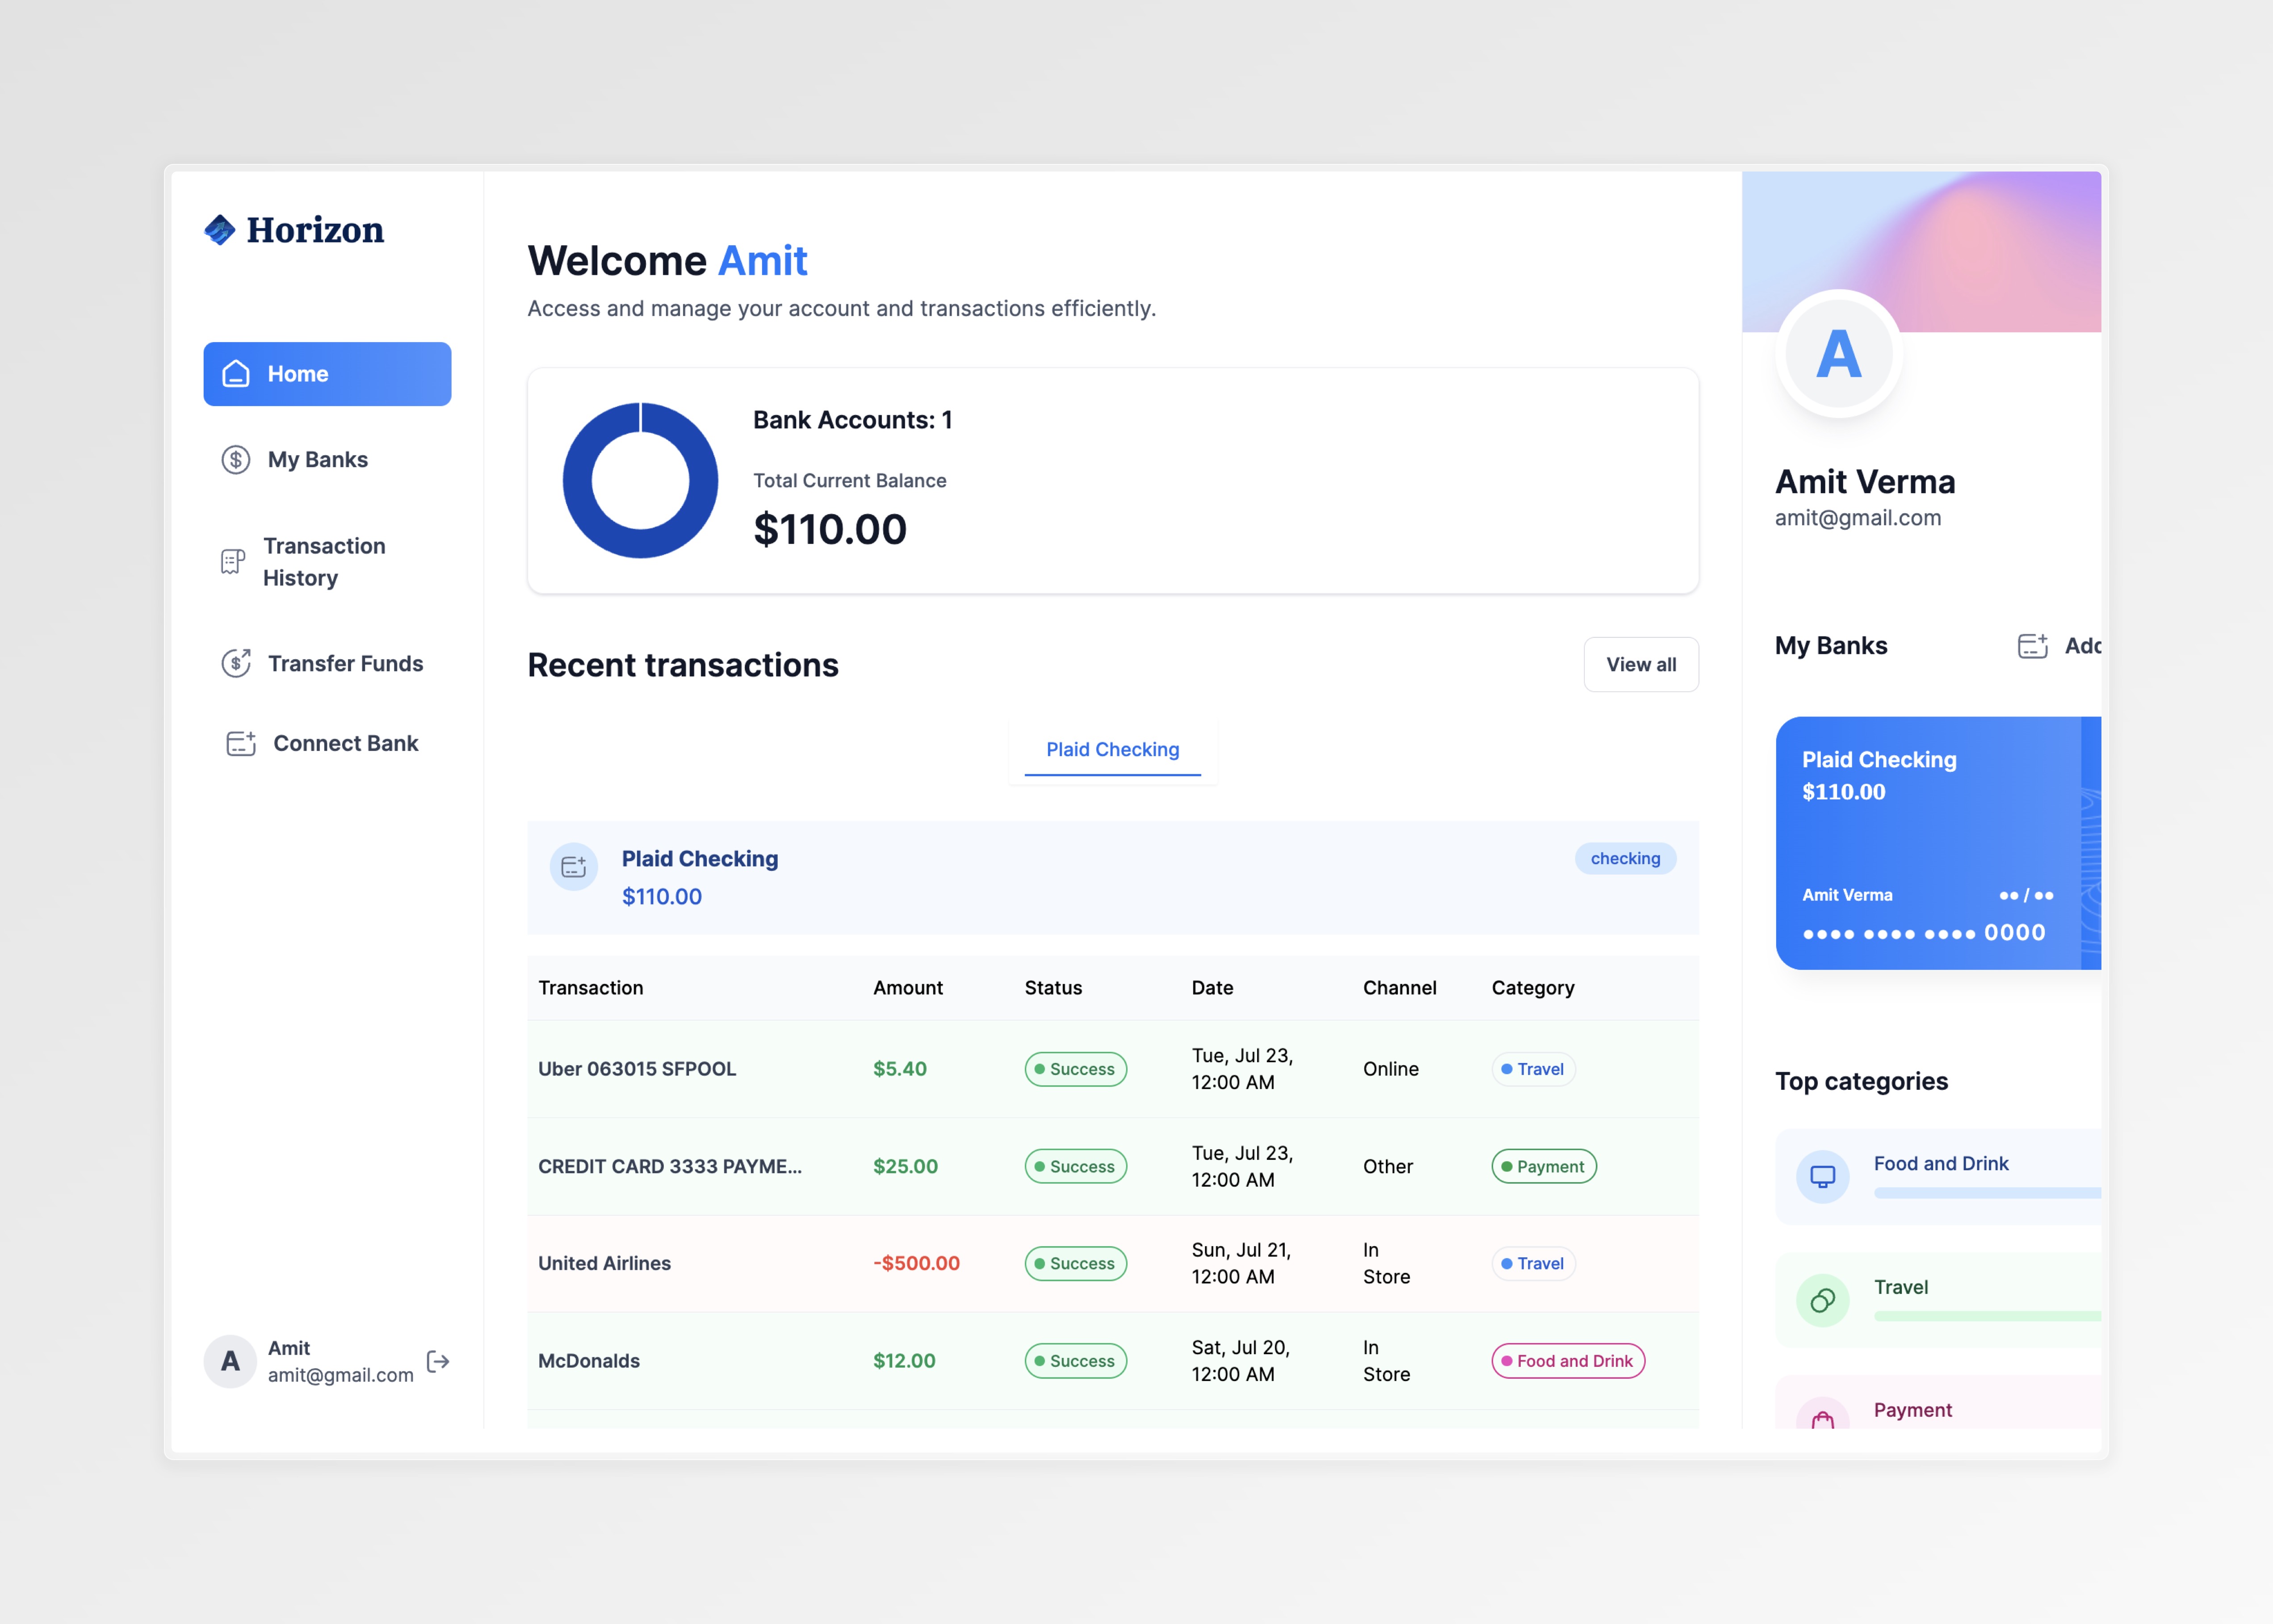 Horizon
Home
My Banks
Transaction
History
Transfer Funds
Connect Bank
A
Amit
amit@gmail.com
Welcome Amit
Access and manage your account and transactions efficiently.
Bank Accounts: 1
Total Current Balance
$110.00
Recent transactions
View all
Plaid Checking
Plaid Checking
checking
$110.00
Transaction Amount Status Date Channel Category
Uber 063015 SFPOOL $5.40 Success Tue, Jul 23, 12:00 AM Online Travel
CREDIT CARD 3333 PAYME... $25.00 Success Tue, Jul 23, 12:00 AM Other Payment
United Airlines -$500.00 Success Sun, Jul 21, 12:00 AM In Store Travel
McDonalds $12.00 Success Sat, Jul 20, 12:00 AM In Store Food and Drink
A
Amit Verma
amit@gmail.com
My Banks Add
Plaid Checking
$110.00
Amit Verma ●● / ●●
●●●● ●●●● ●●●● 0000
Top categories
Food and Drink
Travel
Payment